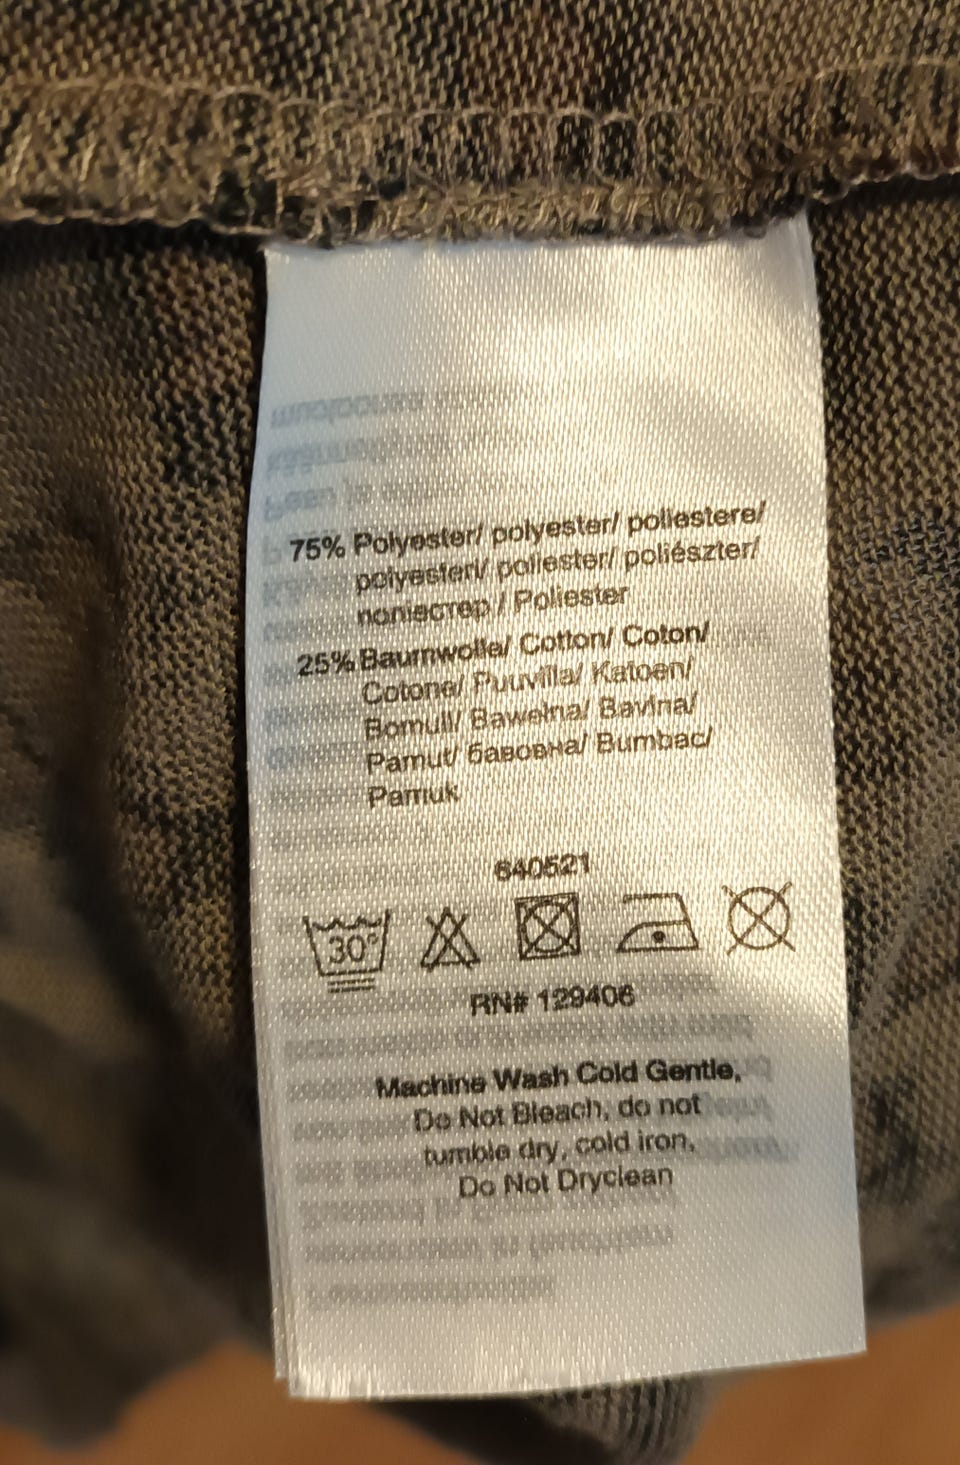 75% Polyester/ polyester/ poliestere/
polyesteri/ poliester/ poliészter/
поліестер / Poliester
25% Baumwolle/ Cotton/ Coton/
Cotone/ Puuvilla/ Katoen/
Bomull/ Bawełna/ Bavlna/
Pamut/ бавовна/ Bumbac/
Pamuk
640521
30°
RN# 129406
Machine Wash Cold Gentle,
Do Not Bleach, do not
tumble dry, cold iron,
Do Not Dryclean